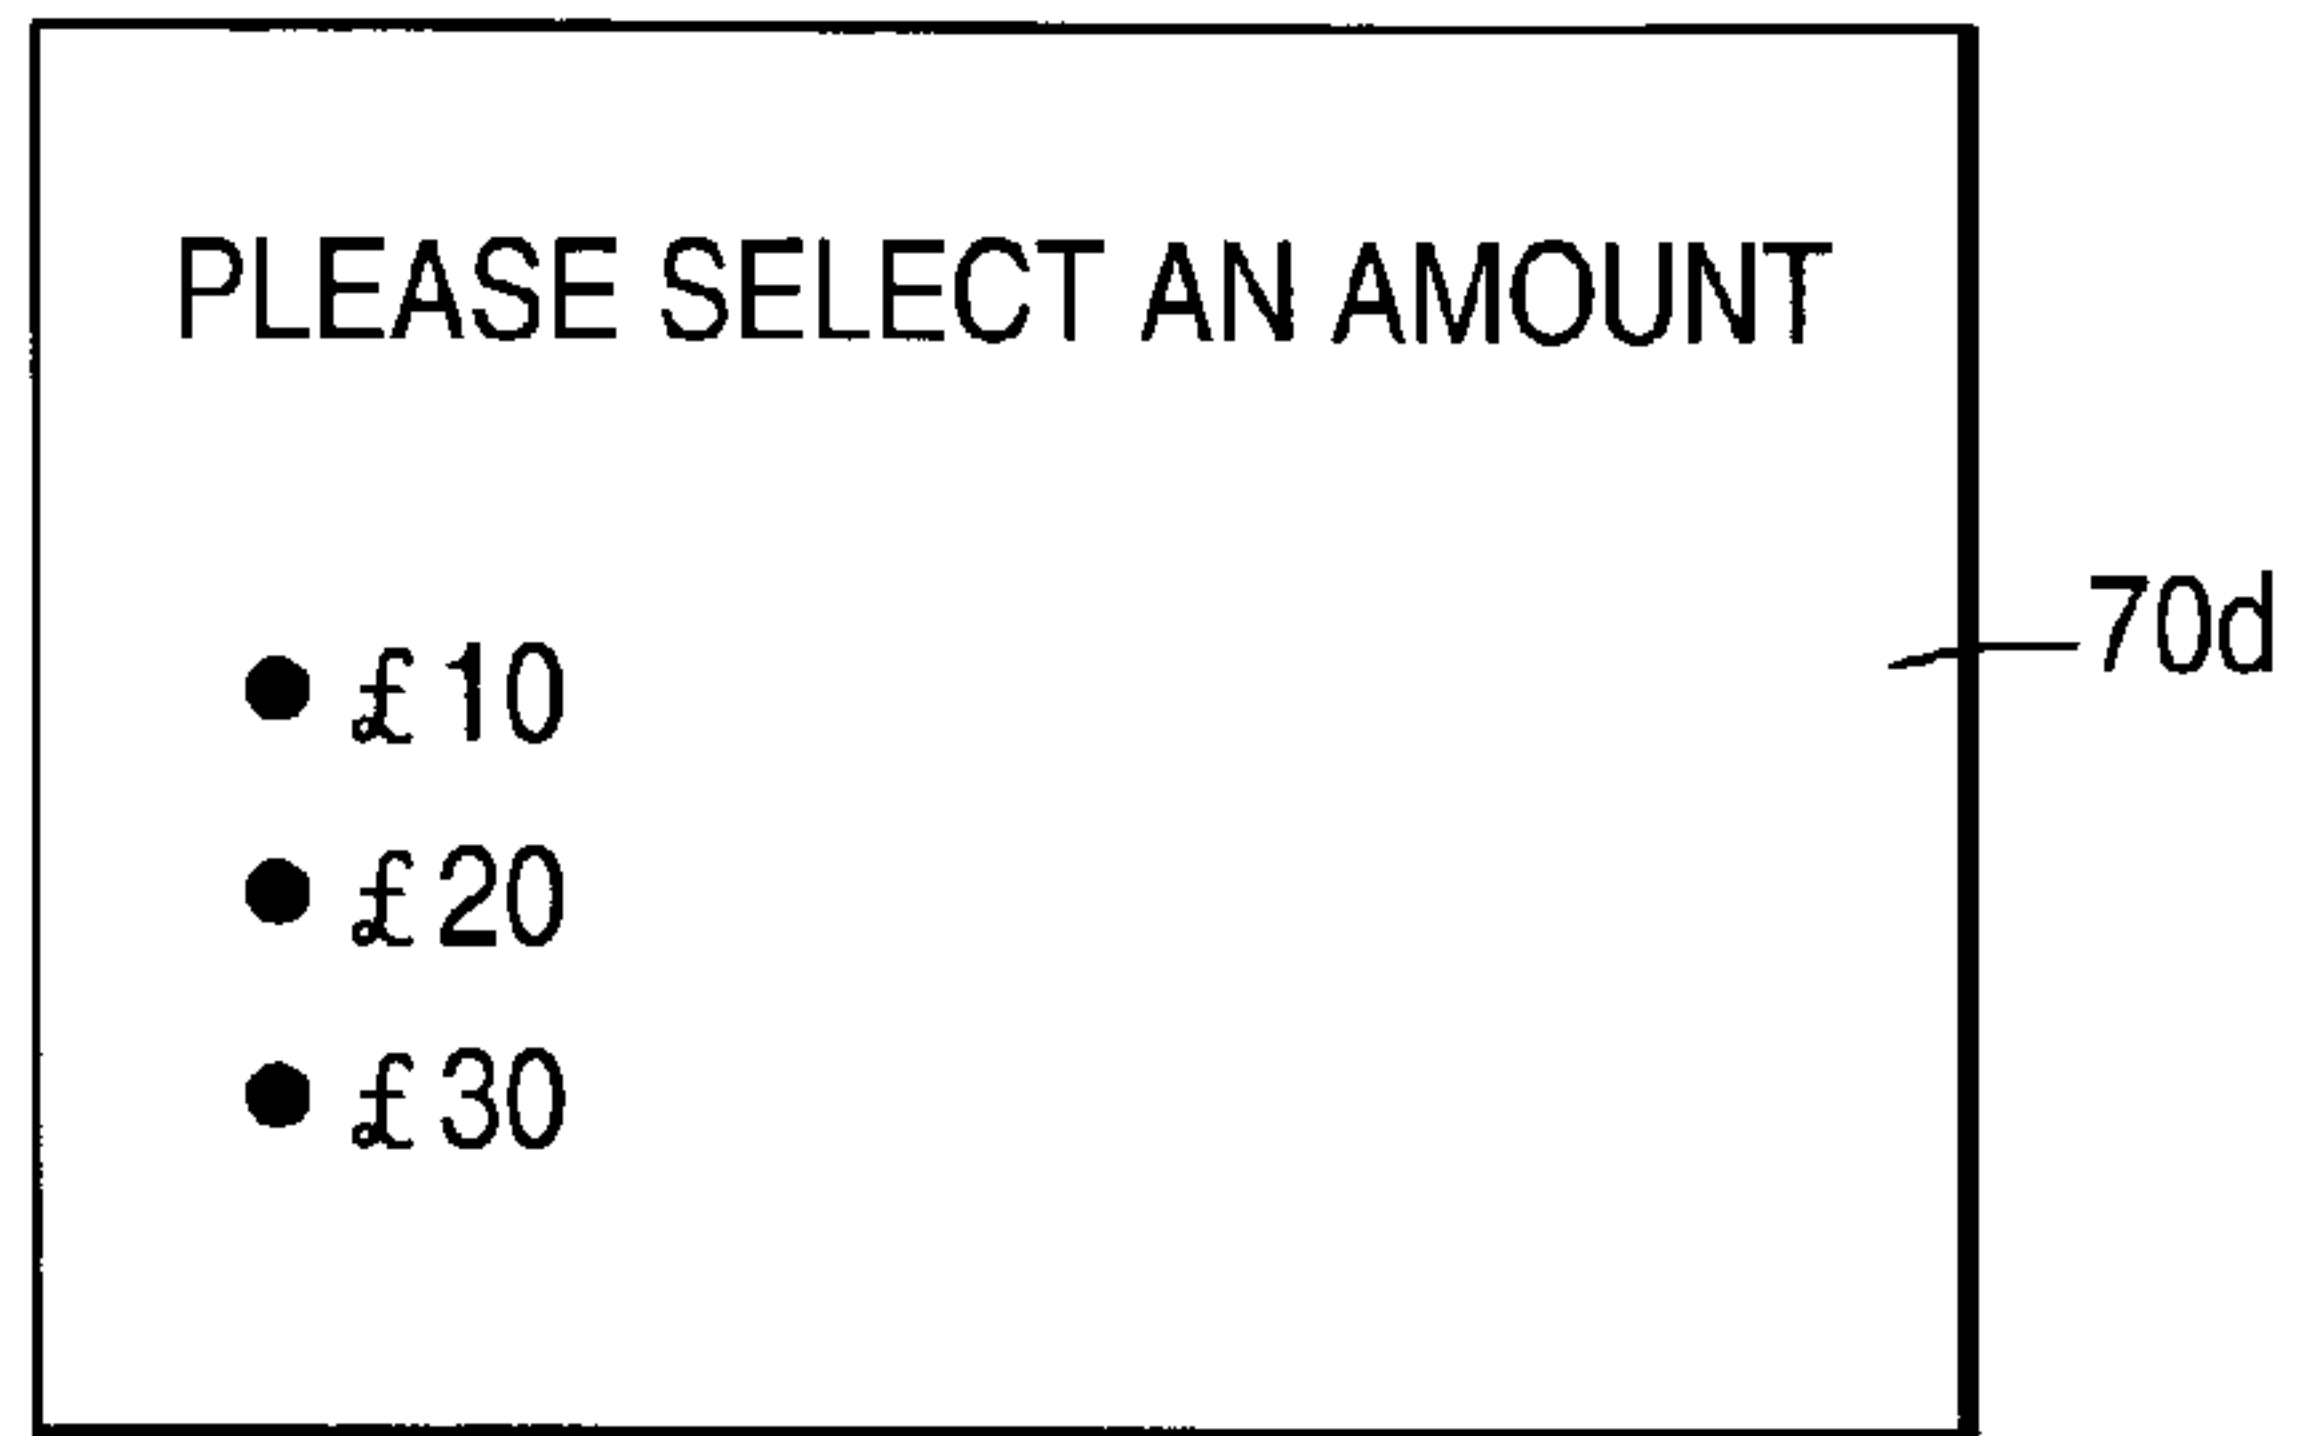 PLEASE SELECT AN AMOUNT
70d
● £10
● £20
● £30